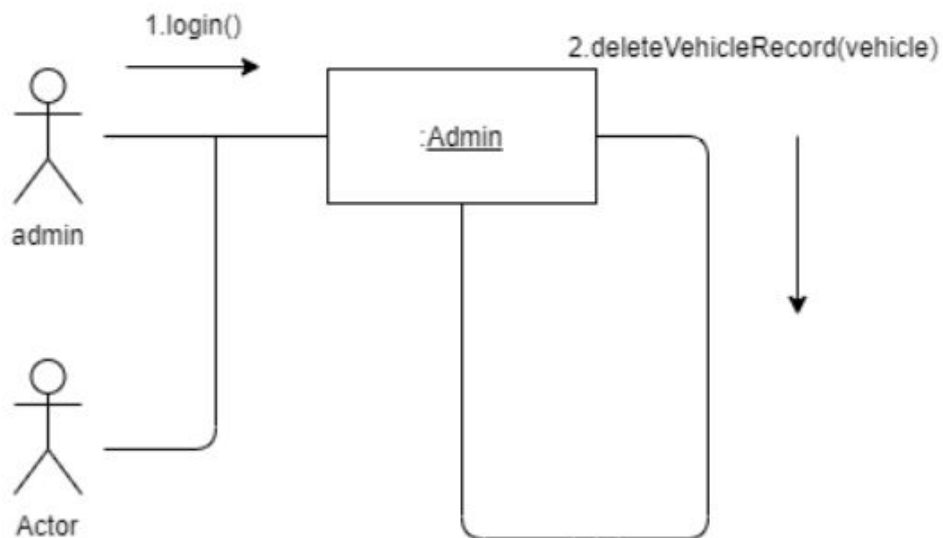 1.login()
2.deleteVehicleRecord(vehicle)
:Admin
admin
Actor